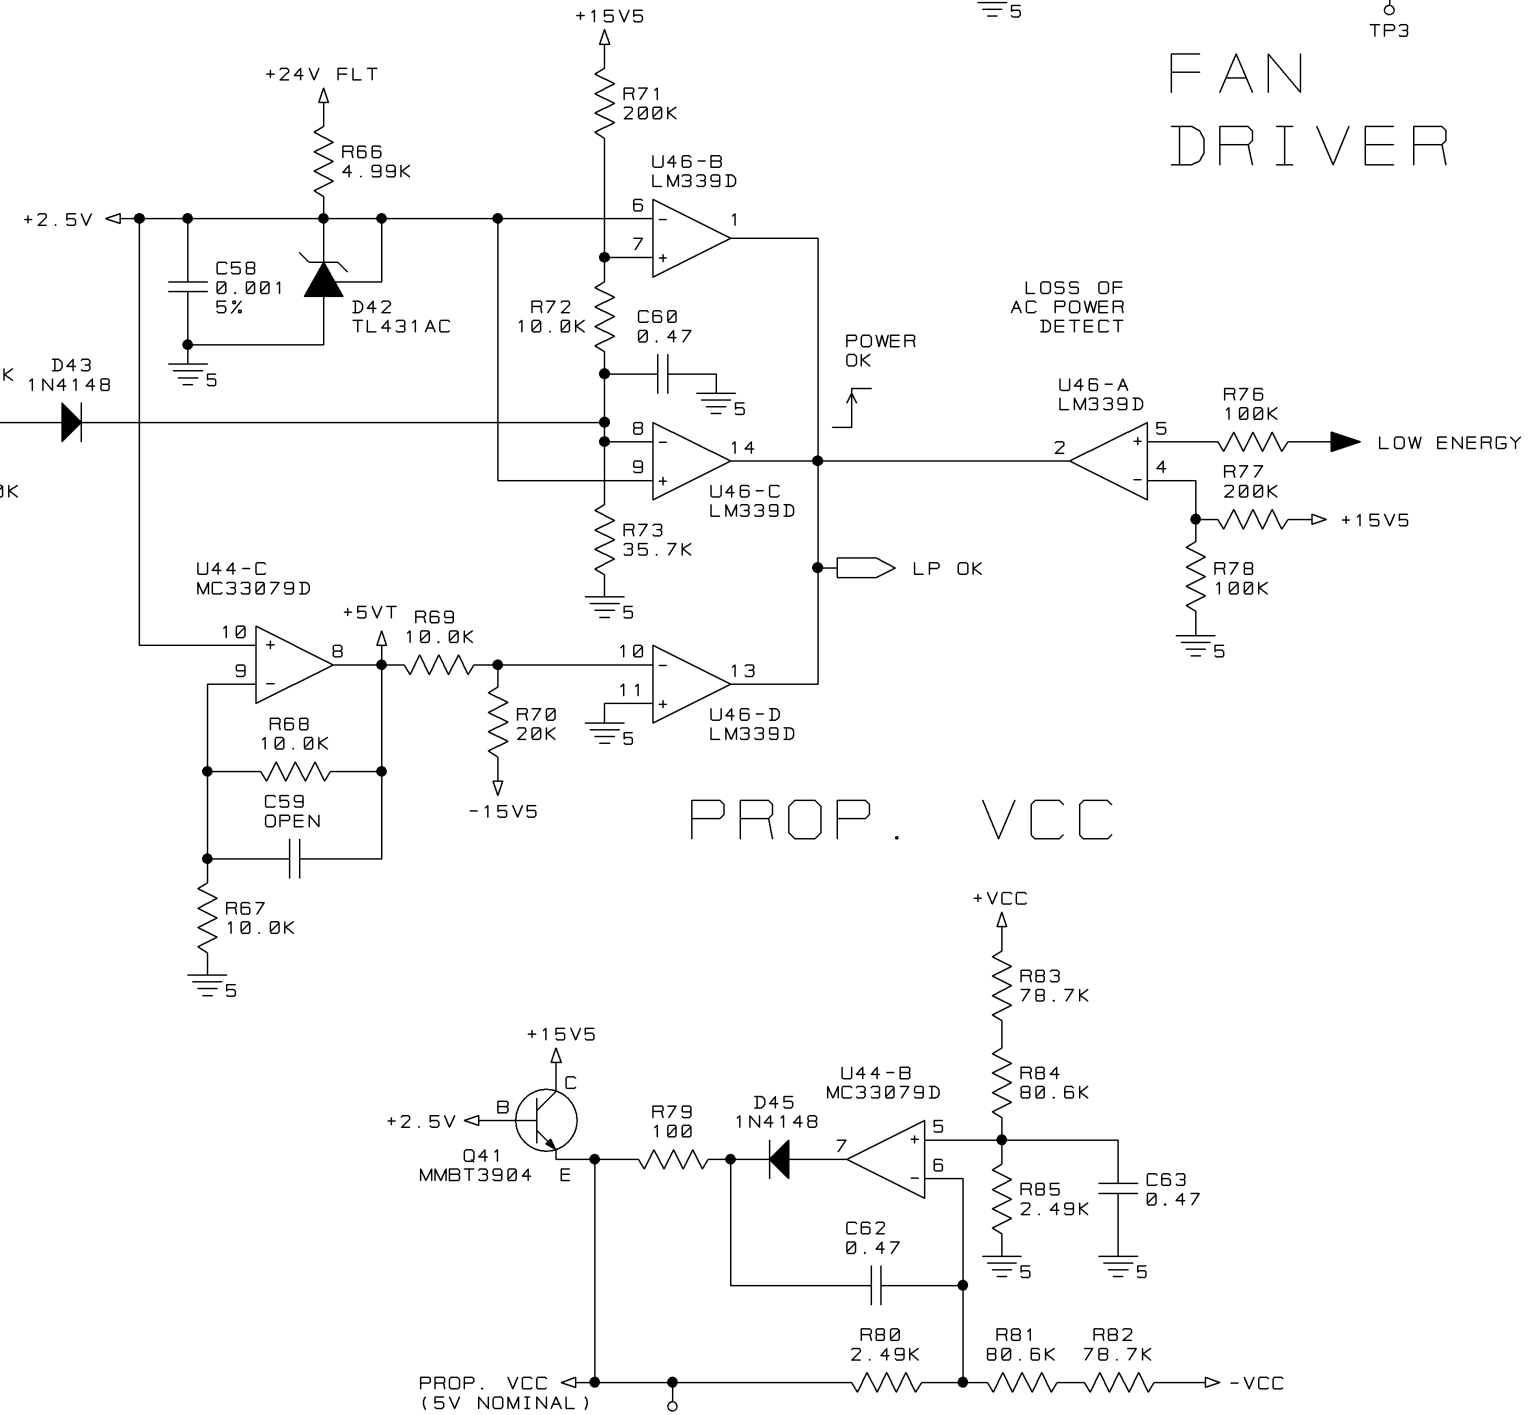 +15V5
5
TP3
FAN
DRIVER
+24V FLT
R71
200K
R66
4.99K
U46-B
LM339D
+2.5V
6
-
1
7
+
C58
0.001
5%
D42
TL431AC
R72
10.0K
C60
0.47
LOSS OF
AC POWER
DETECT
POWER
OK
K
D43
1N4148
5
5
U46-A
LM339D
R76
100K
8
-
14
9
+
2
5
+
4
-
LOW ENERGY
R77
200K
0K
U46-C
LM339D
+15V5
R73
35.7K
R78
100K
LP OK
5
5
U44-C
MC33079D
+5VT
R69
10.0K
10
+
8
9
-
10
-
13
11
+
R70
20K
5
U46-D
LM339D
R68
10.0K
-15V5
C59
OPEN
PROP. VCC
R67
10.0K
5
+VCC
R83
78.7K
+15V5
R84
80.6K
U44-B
MC33079D
C
B
+2.5V
R79
100
D45
1N4148
7
5
+
6
-
Q41
MMBT3904
E
R85
2.49K
C63
0.47
C62
0.47
5
5
R80
2.49K
R81
80.6K
R82
78.7K
PROP. VCC
(5V NOMINAL)
-VCC